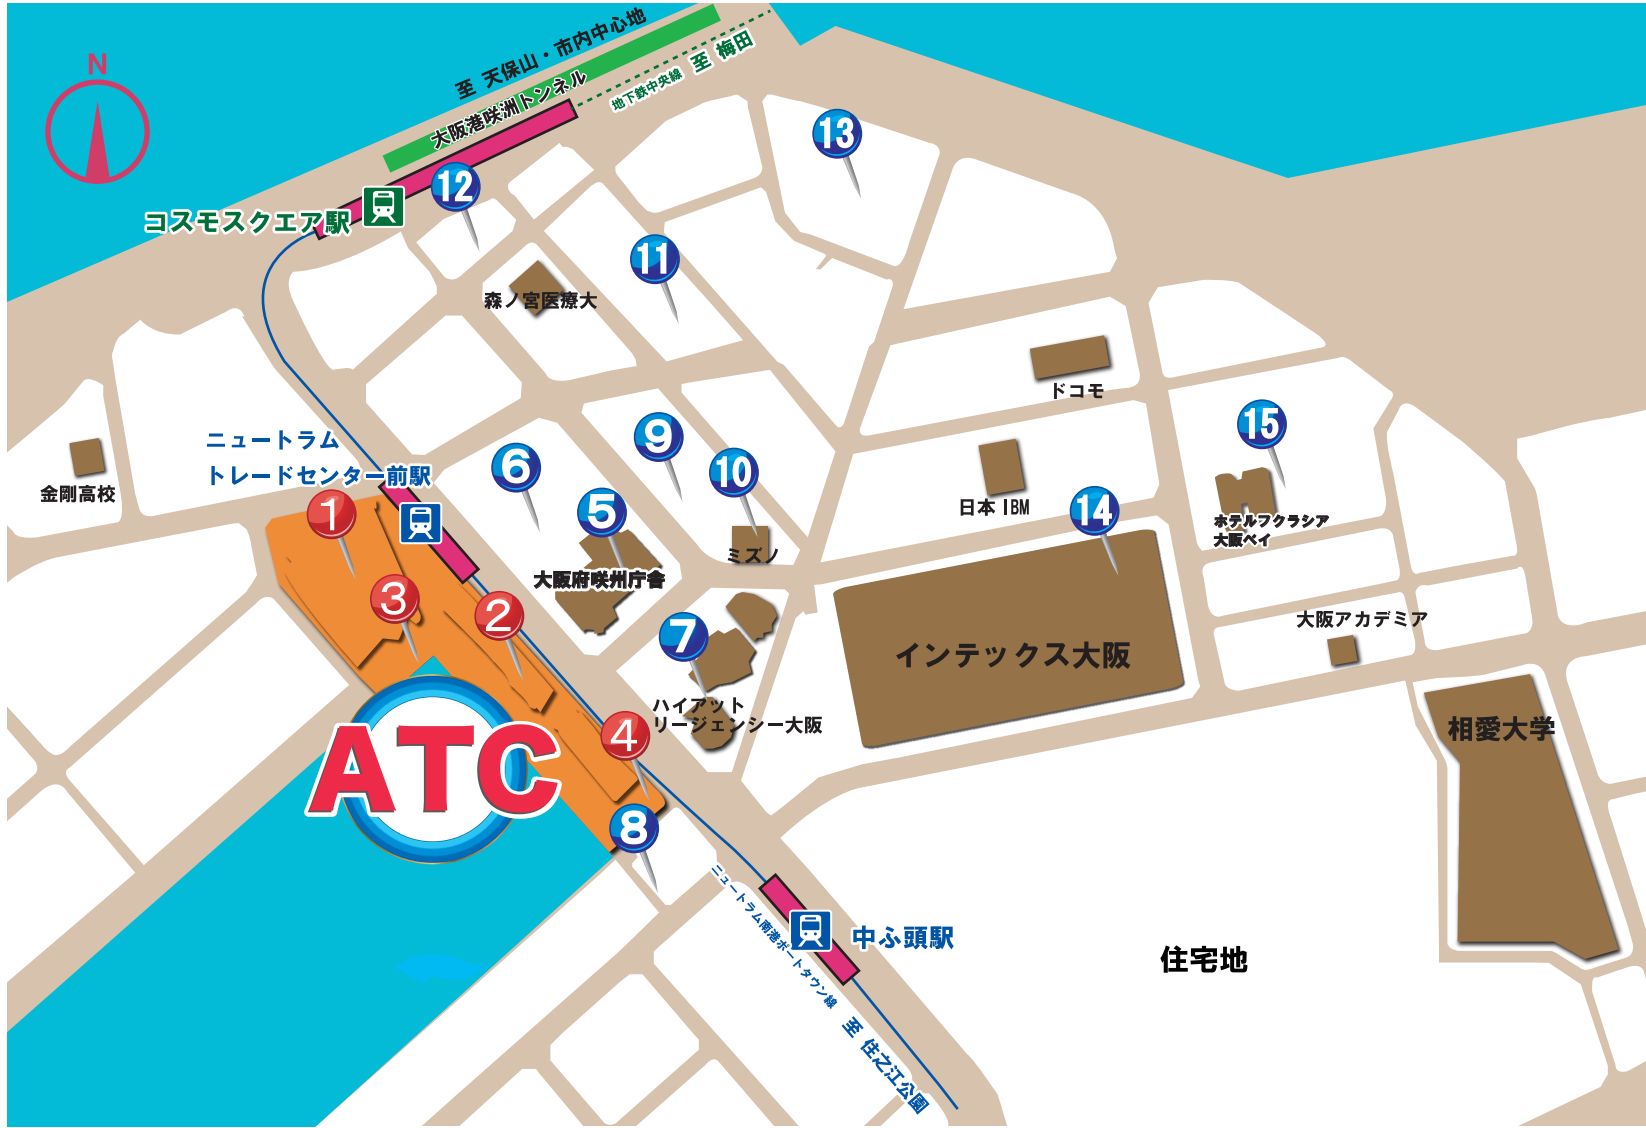 N
至 天保山・市内中心地
大阪港咲洲トンネル
地下鉄中央線 至 梅田
コスモスクエア駅
12
13
11
森ノ宮医療大
ドコモ
ニュートラム
トレードセンター前駅
金剛高校
6
9
10
15
日本 IBM
14
ホテルフクラシア
大阪ベイ
1
5
ミズノ
大阪府咲州庁舎
3
2
7
大阪アカデミア
インテックス大阪
ハイアット
リージェンシー大阪
4
ATC
相愛大学
8
中ふ頭駅
住宅地
ニュートラム南港ポートタウン線 至 住之江公園